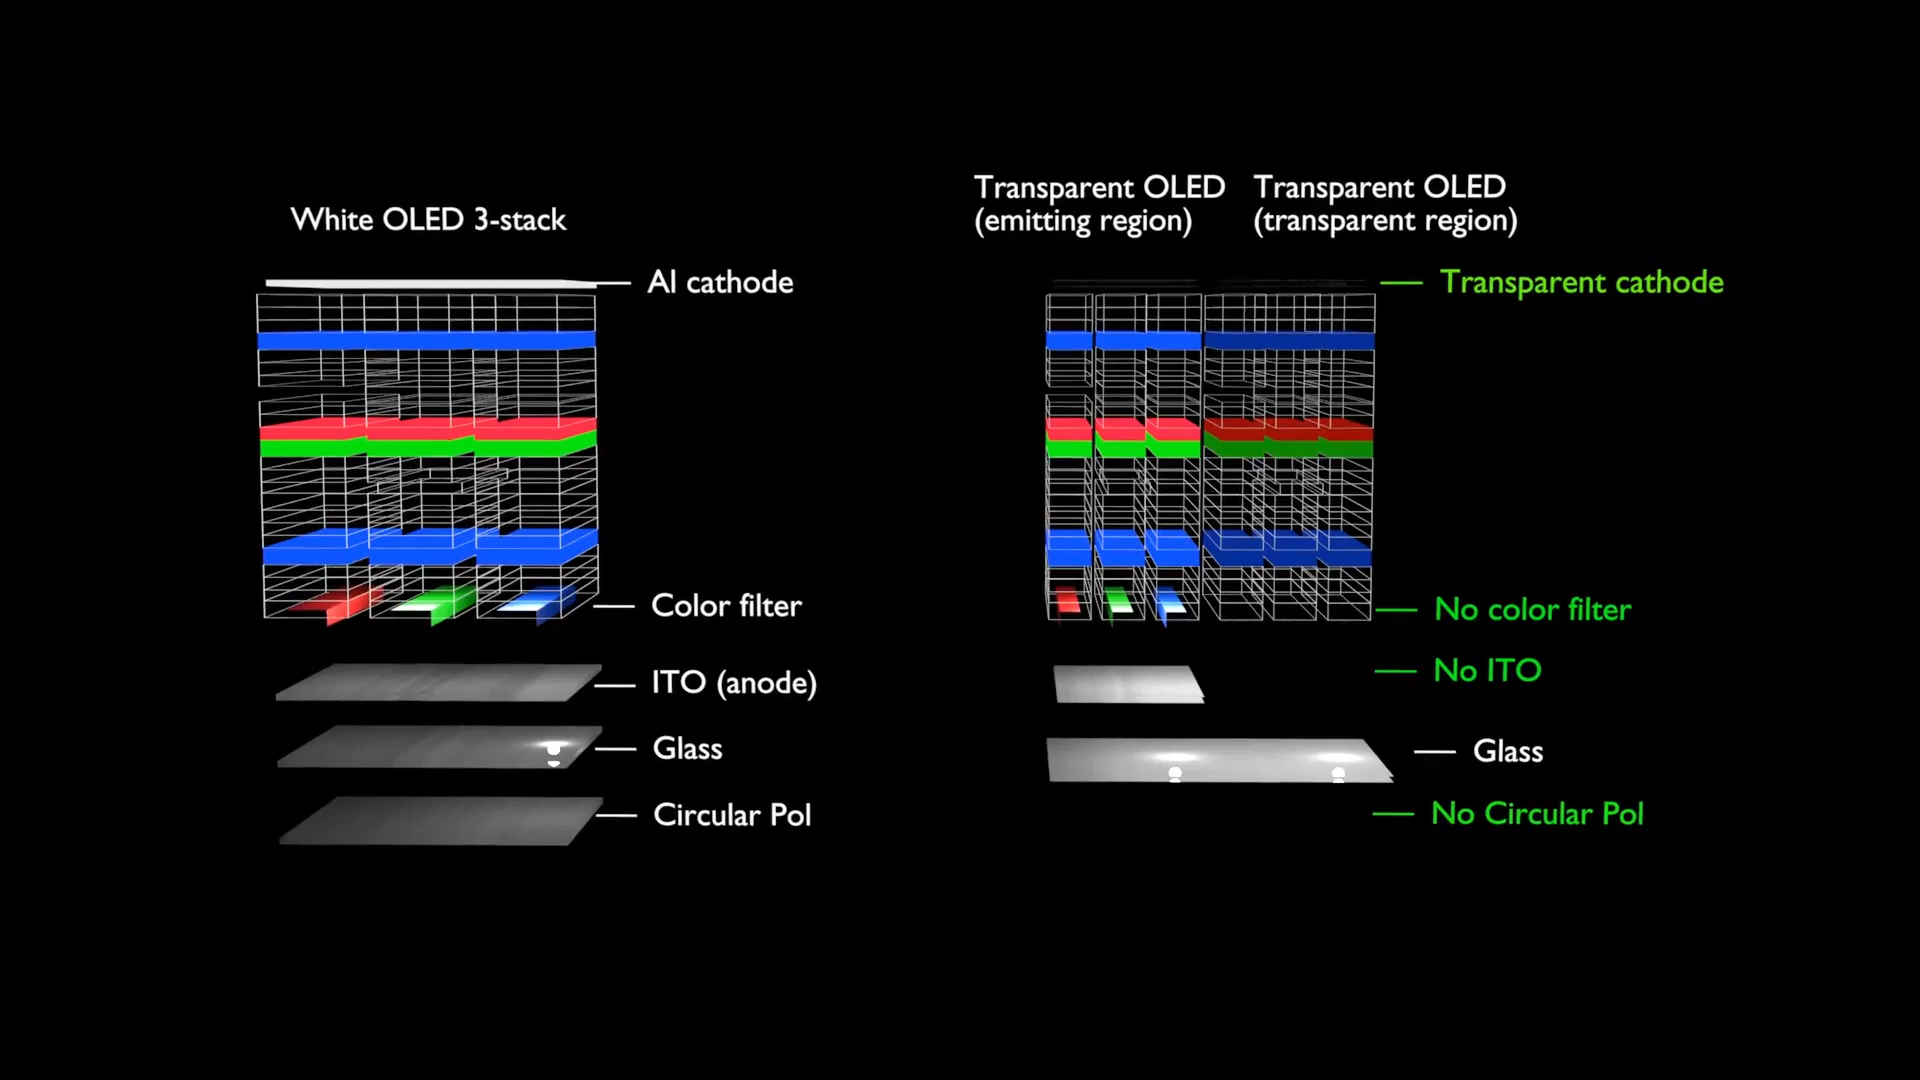 White OLED 3-stack
Al cathode
Color filter
ITO (anode)
Glass
Circular Pol
Transparent OLED
(emitting region)
Transparent OLED
(transparent region)
Transparent cathode
No color filter
No ITO
Glass
No Circular Pol